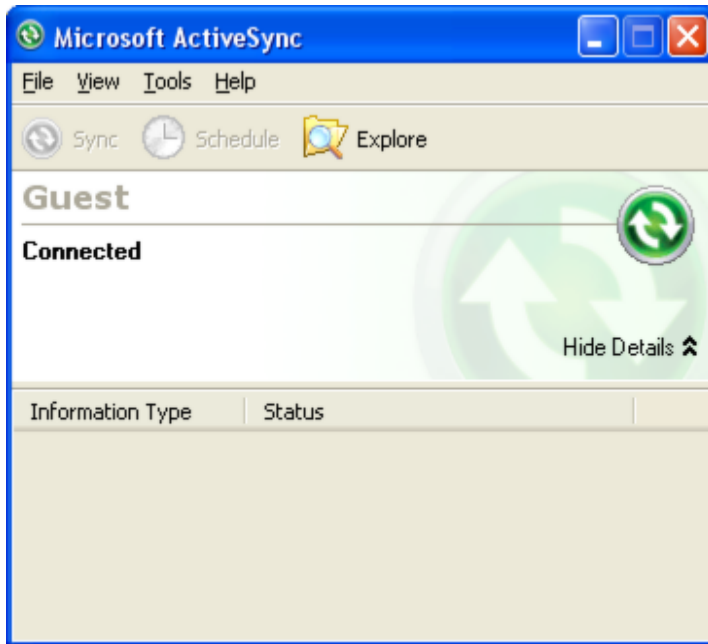 Microsoft ActiveSync
File View Tools Help
Sync Schedule Explore
Guest
Connected
Hide Details
Information Type Status